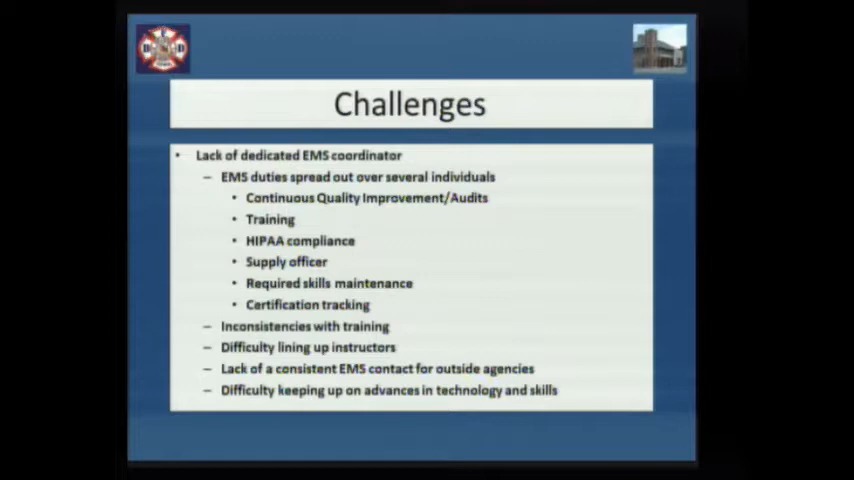 Challenges
• Lack of dedicated EMS coordinator
– EMS duties spread out over several individuals
• Continuous Quality Improvement/Audits
• Training
• HIPAA compliance
• Supply officer
• Required skills maintenance
• Certification tracking
– Inconsistencies with training
– Difficulty lining up instructors
– Lack of a consistent EMS contact for outside agencies
– Difficulty keeping up on advances in technology and skills